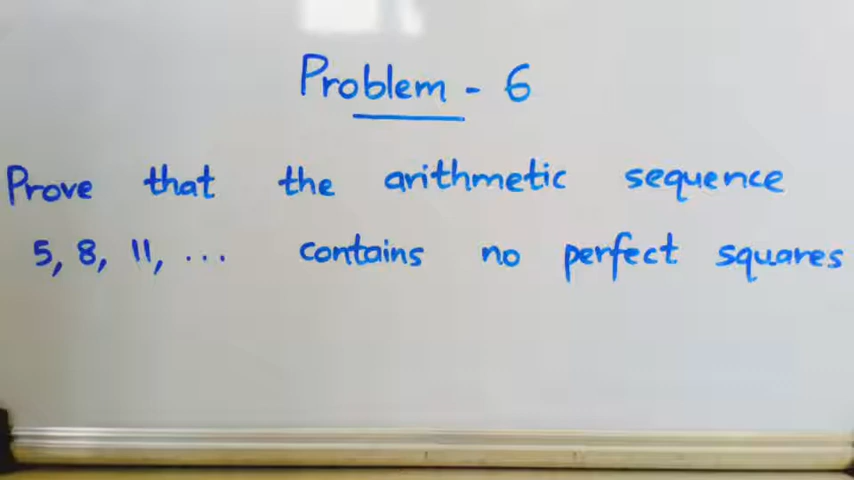 Problem - 6
Prove that the arithmetic sequence
5, 8, 11, ... contains no perfect squares